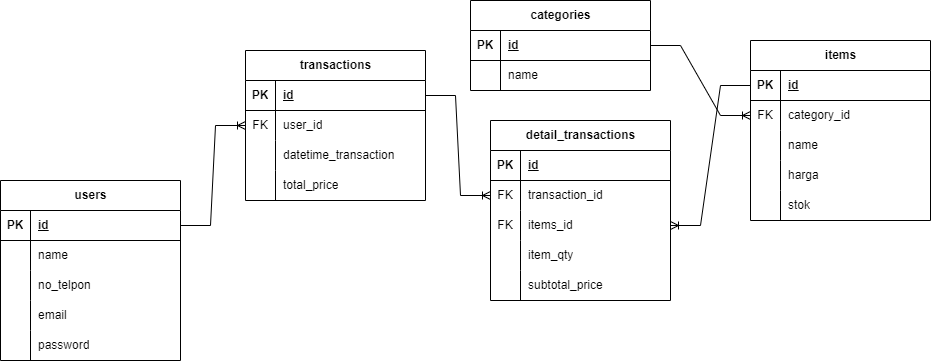 categories
PK id
name
transactions
PK id
FK user_id
datetime_transaction
total_price
items
PK id
FK category_id
name
harga
stok
detail_transactions
PK id
FK transaction_id
FK items_id
item_qty
subtotal_price
users
PK id
name
no_telpon
email
password